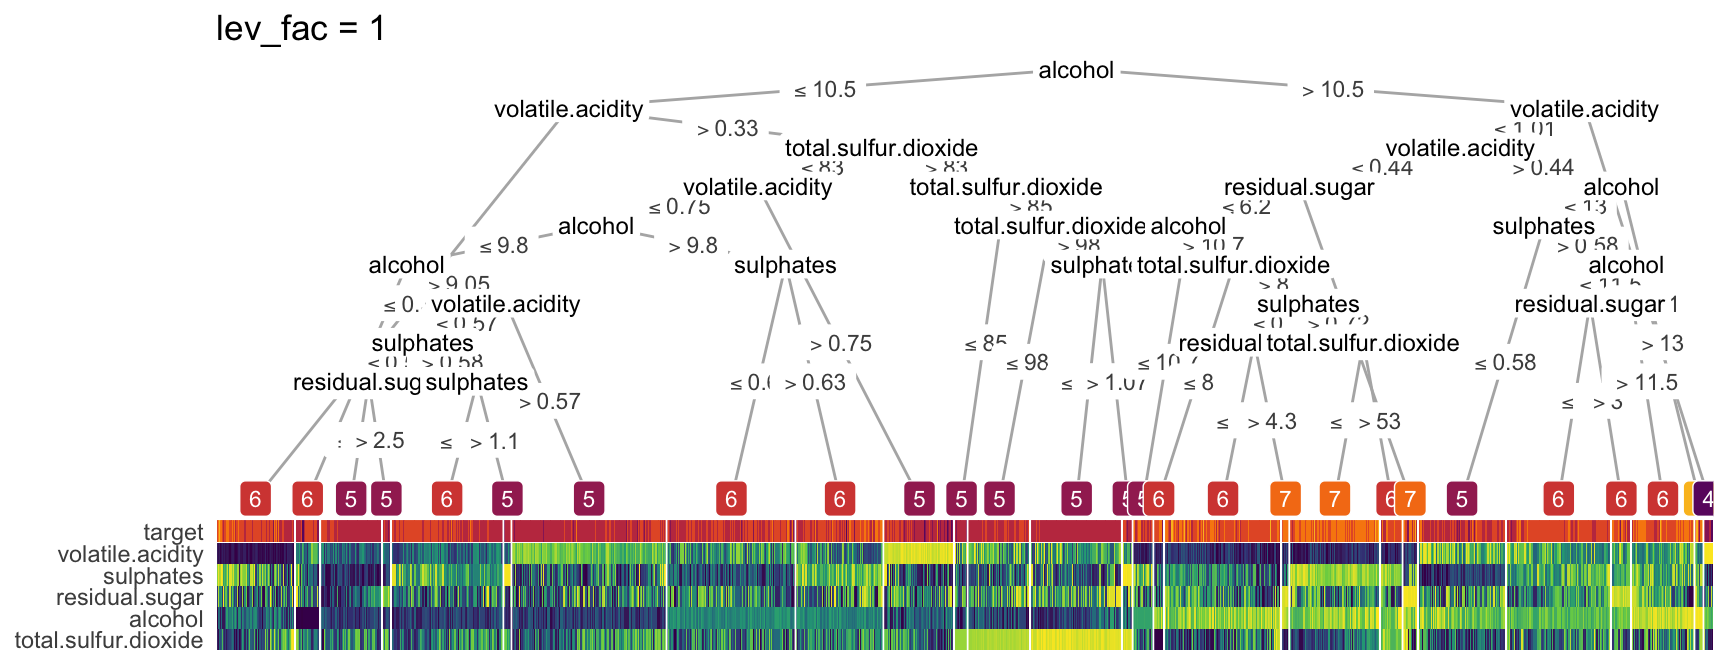 lev_fac = 1
alcohol
≤ 10.5 > 10.5
volatile.acidity volatile.acidity
> 0.33 ≤ 1.01
total.sulfur.dioxide volatile.acidity
≤ 83 > 83 ≤ 0.44 > 0.44
volatile.acidity total.sulfur.dioxide residual.sugar alcohol
≤ 0.75 > 85 ≤ 6.2 ≤ 13
alcohol total.sulfur.dioxide alcohol sulphates
≤ 9.8 > 9.8 > 98 > 10.7 > 0.58
alcohol sulphates total.sulfur.dioxide alcohol
> 9.05 > 8 ≤ 11.5
≤ 0. volatile.acidity sulphates residual.sugar 1
≤ 0.57 ≤ 0 > 0.72
sulphates > 0.75 ≤ 85 residual total.sulfur.dioxide > 13
> 0.58 ≤ 98 ≤ 10.7 ≤ 0.58
residual.sug sulphates ≤ 0. > 0.63 ≤ > 1.07 ≤ 8 > 11.5
> 0.57 ≤ > 3
≤ > 4.3 ≤ > 53
> 2.5 ≤ > 1.1
6 6 5 5 6 5 5 6 6 5 5 5 5 5 5 6 6 7 7 6 7 5 6 6 6 4
target
volatile.acidity
sulphates
residual.sugar
alcohol
total.sulfur.dioxide